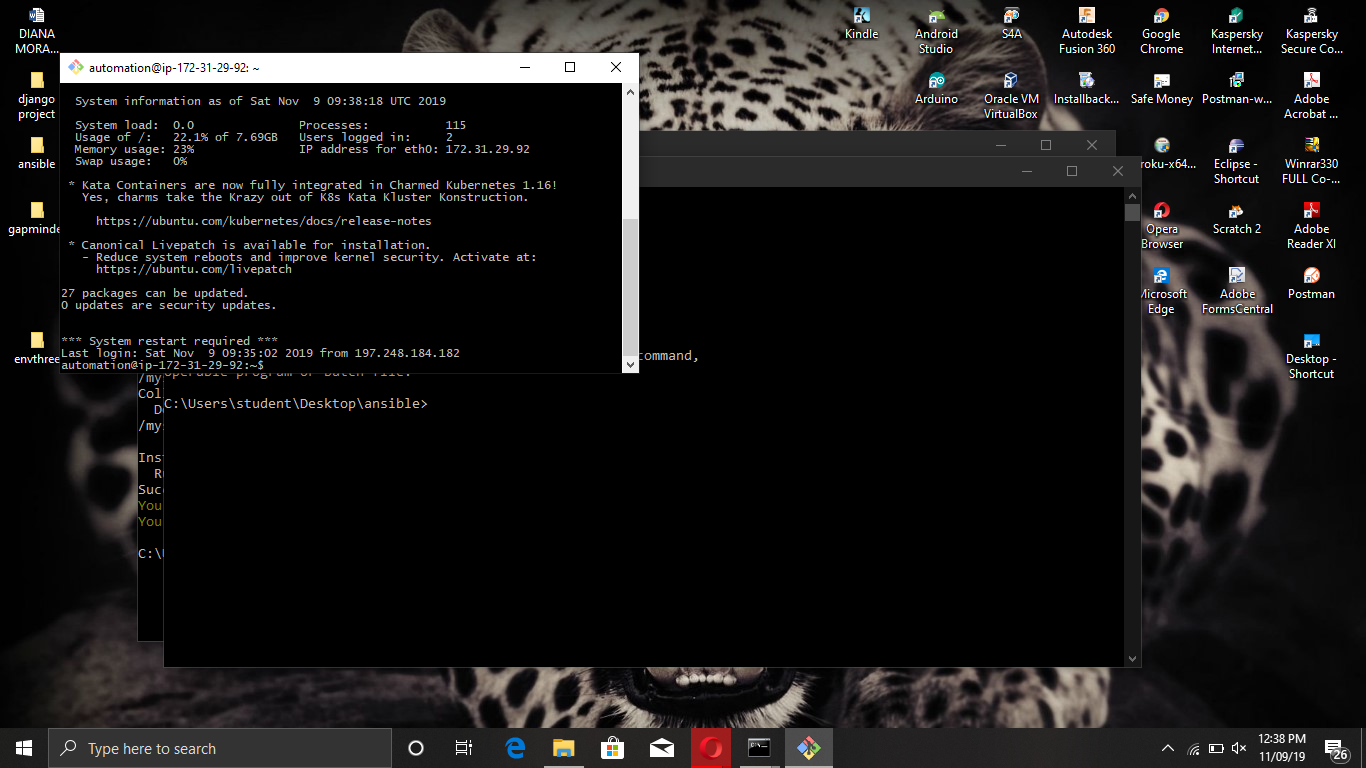 DIANA
MORA...
django
project
ansible
gapminde
envthree
Kindle
Android
Studio
S4A
Autodesk
Fusion 360
Google
Chrome
Kaspersky
Internet...
Kaspersky
Secure Co...
Arduino
Oracle VM
VirtualBox
Installback...
Safe Money
Postman-w...
Adobe
Acrobat ...
roku-x64...
Eclipse -
Shortcut
Winrar330
FULL Co-...
Opera
Browser
Scratch 2
Adobe
Reader XI
Microsoft
Edge
Adobe
FormsCentral
Postman
Desktop -
Shortcut
automation@ip-172-31-29-92: ~
System information as of Sat Nov  9 09:38:18 UTC 2019
System load:  0.0                Processes:           115
Usage of /:   22.1% of 7.69GB   Users logged in:     2
Memory usage: 23%               IP address for eth0: 172.31.29.92
Swap usage:   0%
* Kata Containers are now fully integrated in Charmed Kubernetes 1.16!
Yes, charms take the Krazy out of K8s Kata Kluster Konstruction.
https://ubuntu.com/kubernetes/docs/release-notes
* Canonical Livepatch is available for installation.
- Reduce system reboots and improve kernel security. Activate at:
https://ubuntu.com/livepatch
27 packages can be updated.
0 updates are security updates.
*** System restart required ***
Last login: Sat Nov  9 09:35:02 2019 from 197.248.184.182
automation@ip-172-31-29-92:~$
command,
operable program or batch file.
C:\Users\student\Desktop\ansible>
/my
Col
D
/my
Ins
R
Suc
You
You
C:\U
Type here to search
12:38 PM
11/09/19
26